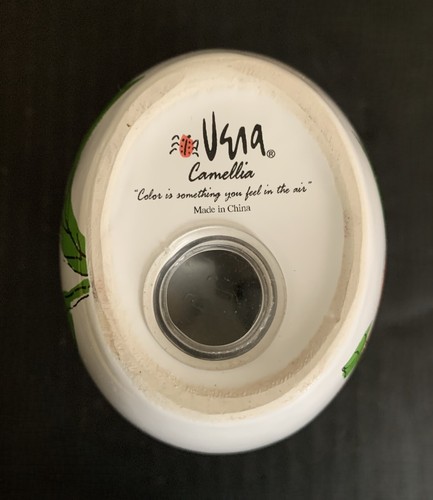 Vera®
Camellia
"Color is something you feel in the air"
Made in China